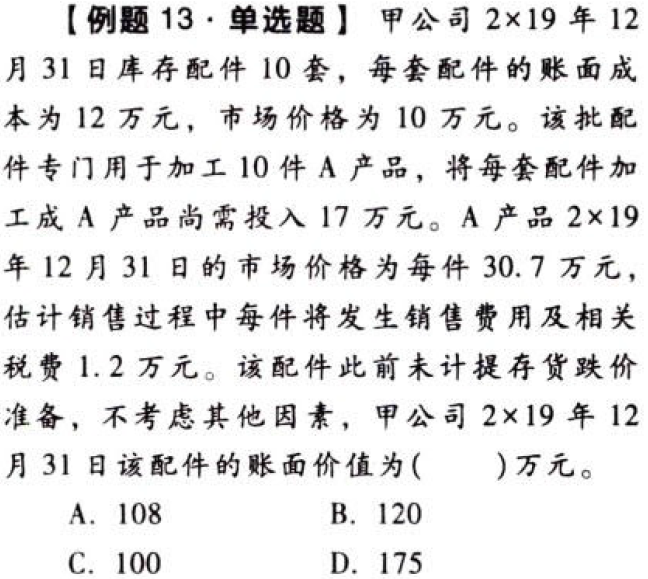 【例题 13·单选题】 甲公司 2×19 年 12
月 31 日库存配件 10 套，每套配件的账面成
本为 12 万元，市场价格为 10 万元。该批配
件专门用于加工 10 件 A 产品，将每套配件加
工成 A 产品尚需投入 17 万元。A 产品 2×19
年 12 月 31 日的市场价格为每件 30.7 万元，
估计销售过程中每件将发生销售费用及相关
税费 1.2 万元。该配件此前未计提存货跌价
准备，不考虑其他因素，甲公司 2×19 年 12
月 31 日该配件的账面价值为(　　)万元。
A. 108　　B. 120
C. 100　　D. 175